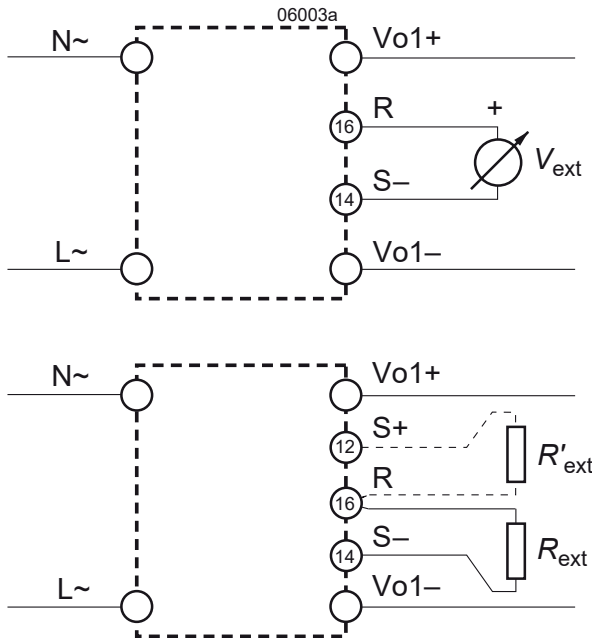 06003a
N~ Vo1+
16 R +
Vext
14 S–
L~ Vo1–
N~ Vo1+
12 S+
R'ext
16 R
14 S–
Rext
L~ Vo1–